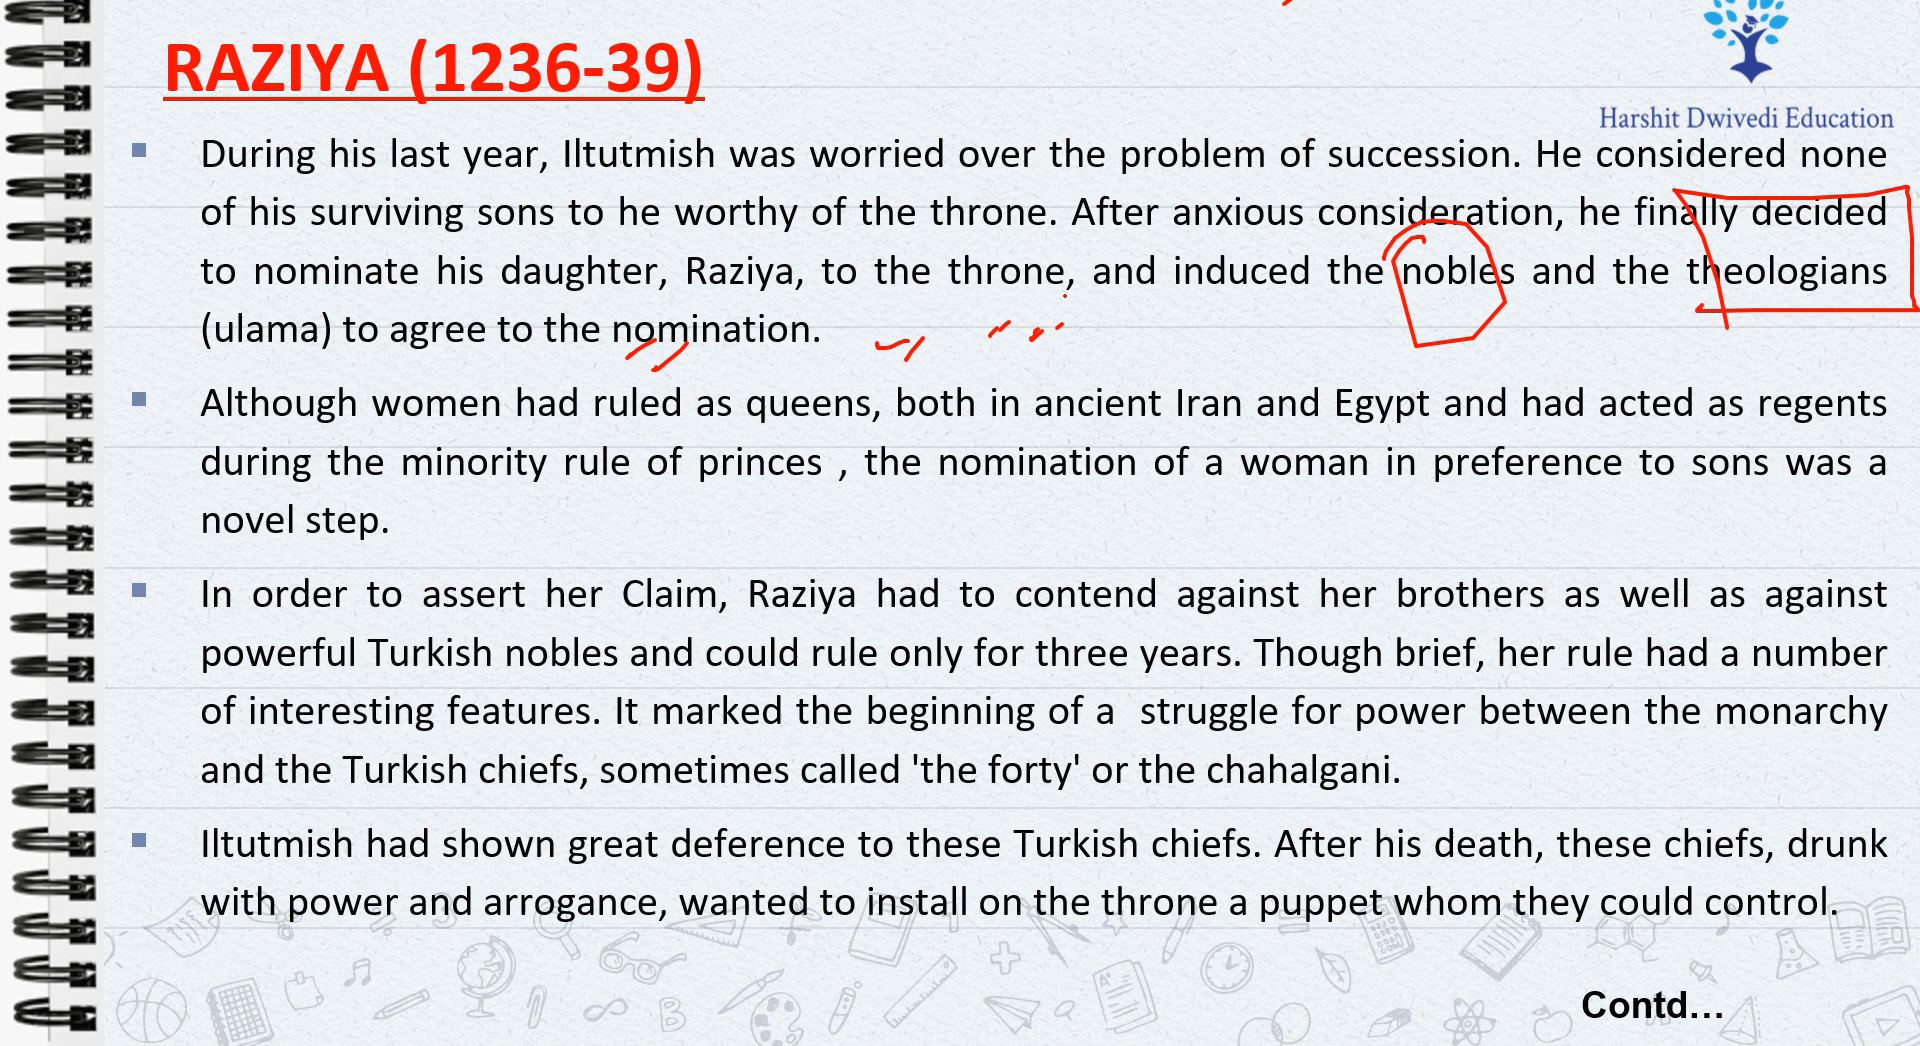 RAZIYA (1236-39)
Harshit Dwivedi Education
During his last year, Iltutmish was worried over the problem of succession. He considered none
of his surviving sons to he worthy of the throne. After anxious consideration, he finally decided
to nominate his daughter, Raziya, to the throne, and induced the nobles and the theologians
(ulama) to agree to the nomination.
Although women had ruled as queens, both in ancient Iran and Egypt and had acted as regents
during the minority rule of princes , the nomination of a woman in preference to sons was a
novel step.
In order to assert her Claim, Raziya had to contend against her brothers as well as against
powerful Turkish nobles and could rule only for three years. Though brief, her rule had a number
of interesting features. It marked the beginning of a  struggle for power between the monarchy
and the Turkish chiefs, sometimes called 'the forty' or the chahalgani.
Iltutmish had shown great deference to these Turkish chiefs. After his death, these chiefs, drunk
with power and arrogance, wanted to install on the throne a puppet whom they could control.
Contd...